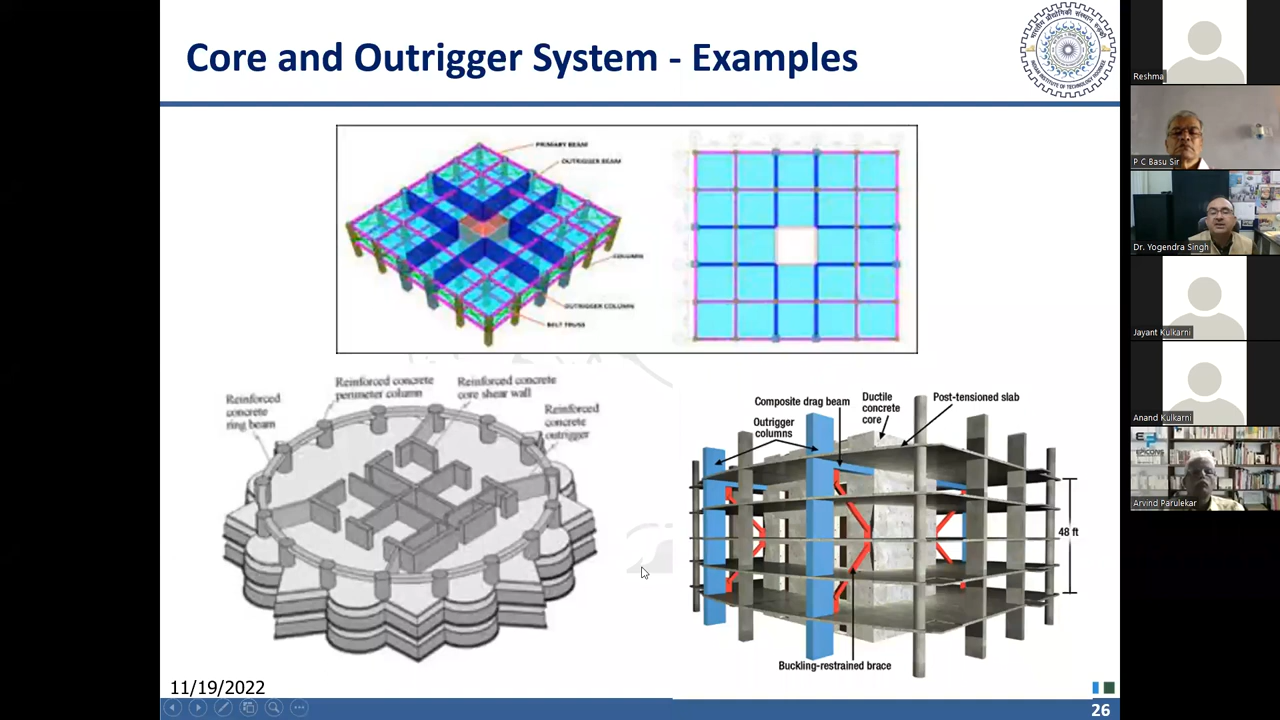 Core and Outrigger System - Examples
PRIMARY BEAM
OUTRIGGER BEAM
COLUMN
OUTRIGGER COLUMN
BELT TRUSS
Reinforced
concrete
ring beam
Reinforced concrete
perimeter column
Reinforced concrete
core shear wall
Reinforced
concrete
outrigger
Outrigger
columns
Composite drag beam
Ductile
concrete
core
Post-tensioned slab
48 ft
Buckling-restrained brace
11/19/2022
26
Reshma
P C Basu Sir
Dr. Yogendra Singh
Jayant Kulkarni
Anand Kulkarni
Arvind Parulekar